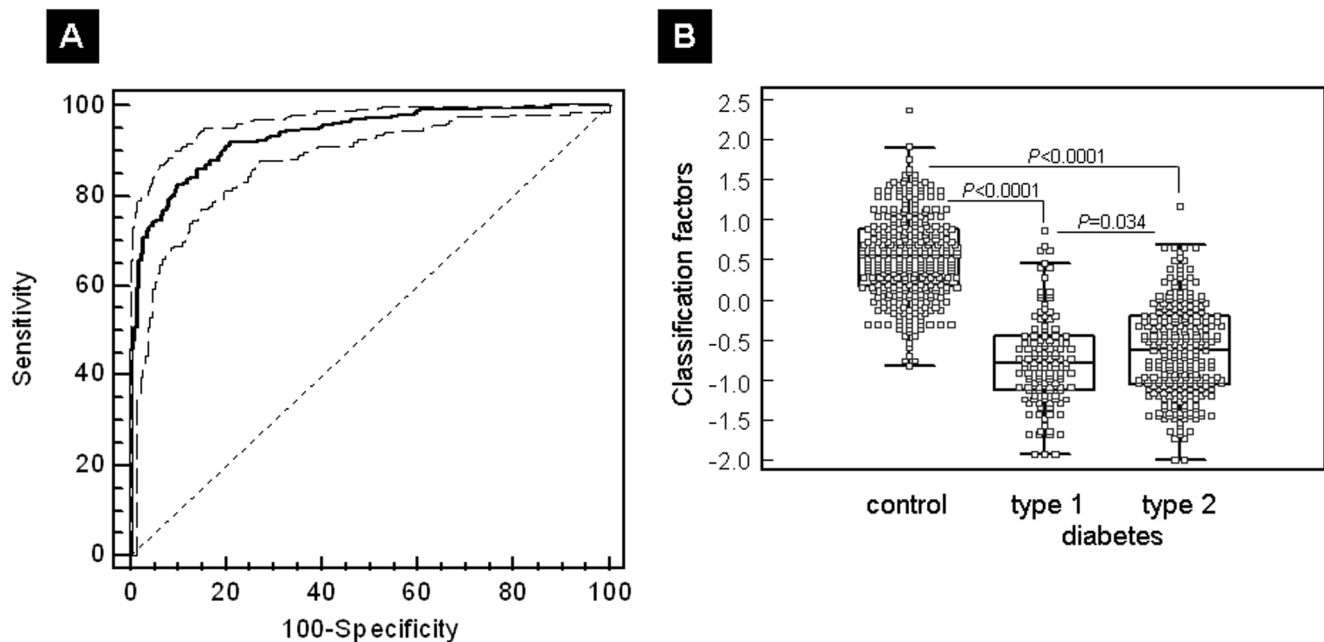 A
100
80
60
40
20
0
Sensitivity
0 20 40 60 80 100
100-Specificity
B
2.5
2.0
1.5
1.0
0.5
0.0
-0.5
-1.0
-1.5
-2.0
Classification factors
P<0.0001
P<0.0001
P=0.034
control type 1 type 2
diabetes